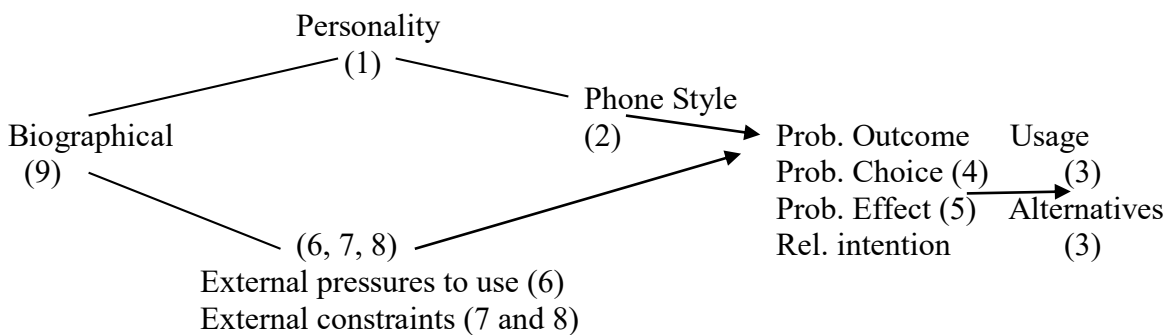 Personality
(1)
Phone Style
(2)
Biographical
(9)
Prob. Outcome Usage
Prob. Choice (4) (3)
Prob. Effect (5) Alternatives
Rel. intention (3)
(6, 7, 8)
External pressures to use (6)
External constraints (7 and 8)